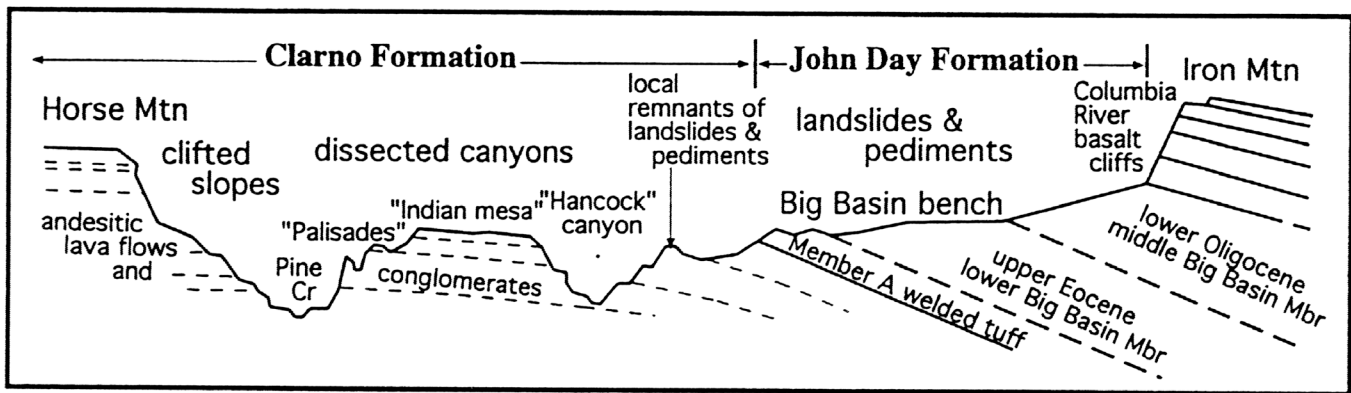 Clarno Formation
John Day Formation
Horse Mtn
clifted
slopes
dissected canyons
local
remnants of
landslides &
pediments
landslides &
pediments
Columbia
River
basalt
cliffs
Iron Mtn
andesitic
lava flows
and
Pine
Cr
"Palisades"
"Indian mesa"
conglomerates
"Hancock"
canyon
Big Basin bench
Member A welded tuff
upper Eocene
lower Big Basin Mbr
lower Oligocene
middle Big Basin Mbr